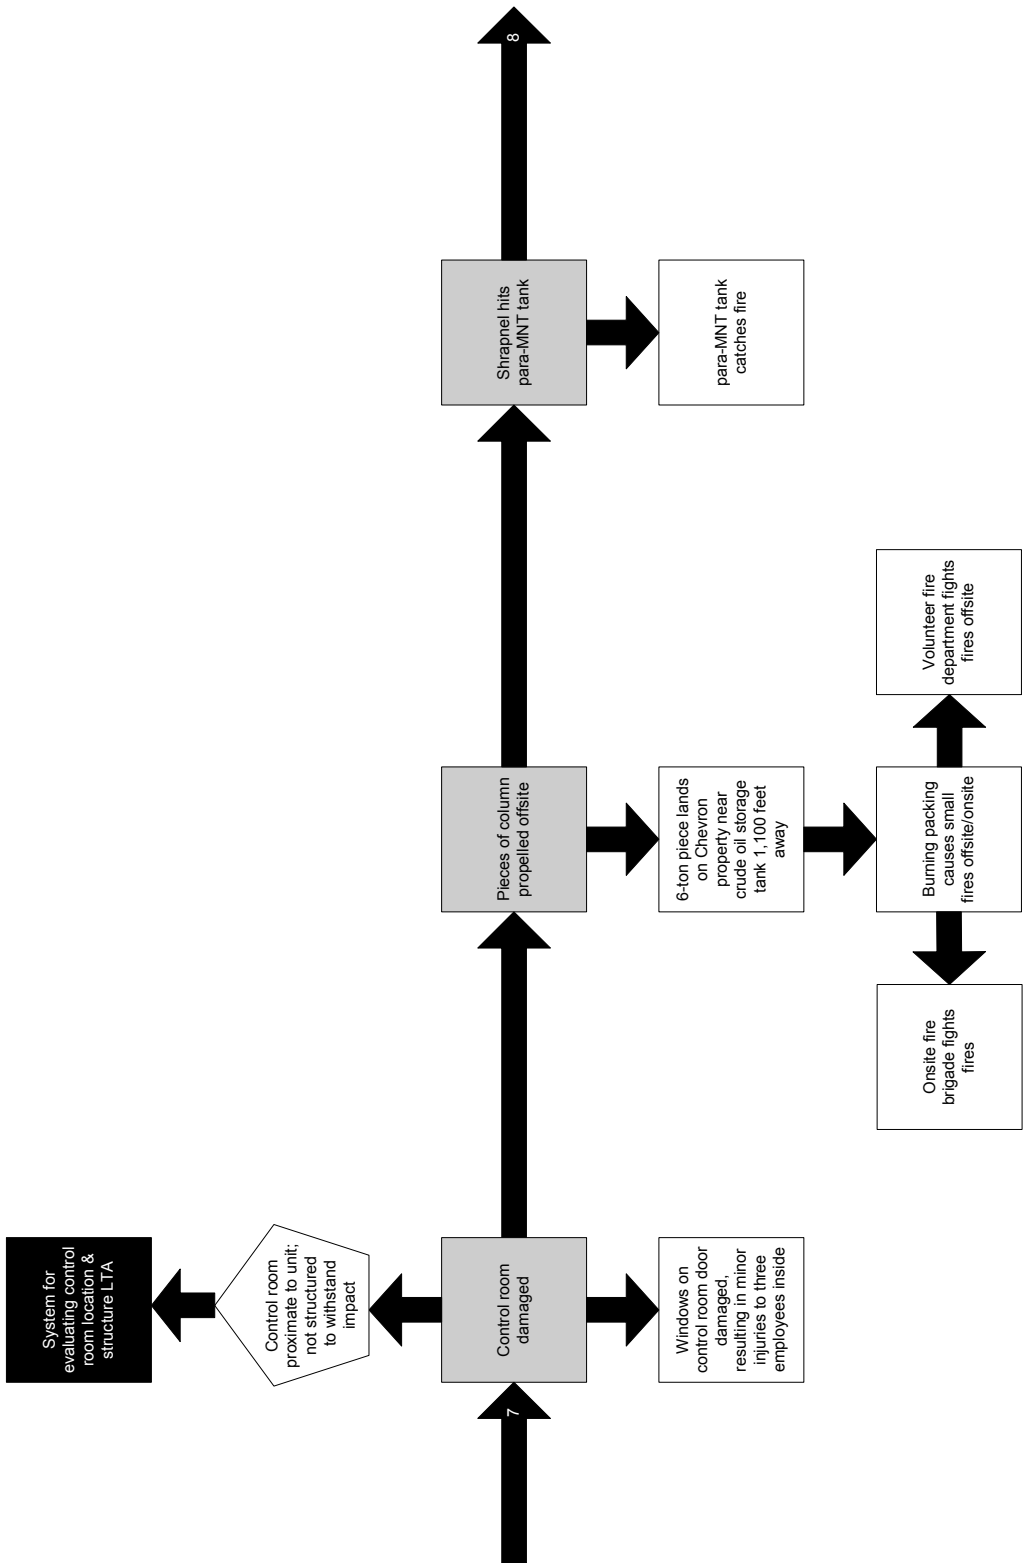 System for
evaluating control
room location &
structure LTA
Control room
proximate to unit;
not structured
to withstand
impact
7
Control room
damaged
Pieces of column
propelled offsite
Shrapnel hits
para-MNT tank
8
Windows on
control room door
damaged,
resulting in minor
injuries to three
employees inside
6-ton piece lands
on Chevron
property near
crude oil storage
tank 1,100 feet
away
para-MNT tank
catches fire
Onsite fire
brigade fights
fires
Burning packing
causes small
fires offsite/onsite
Volunteer fire
department fights
fires offsite